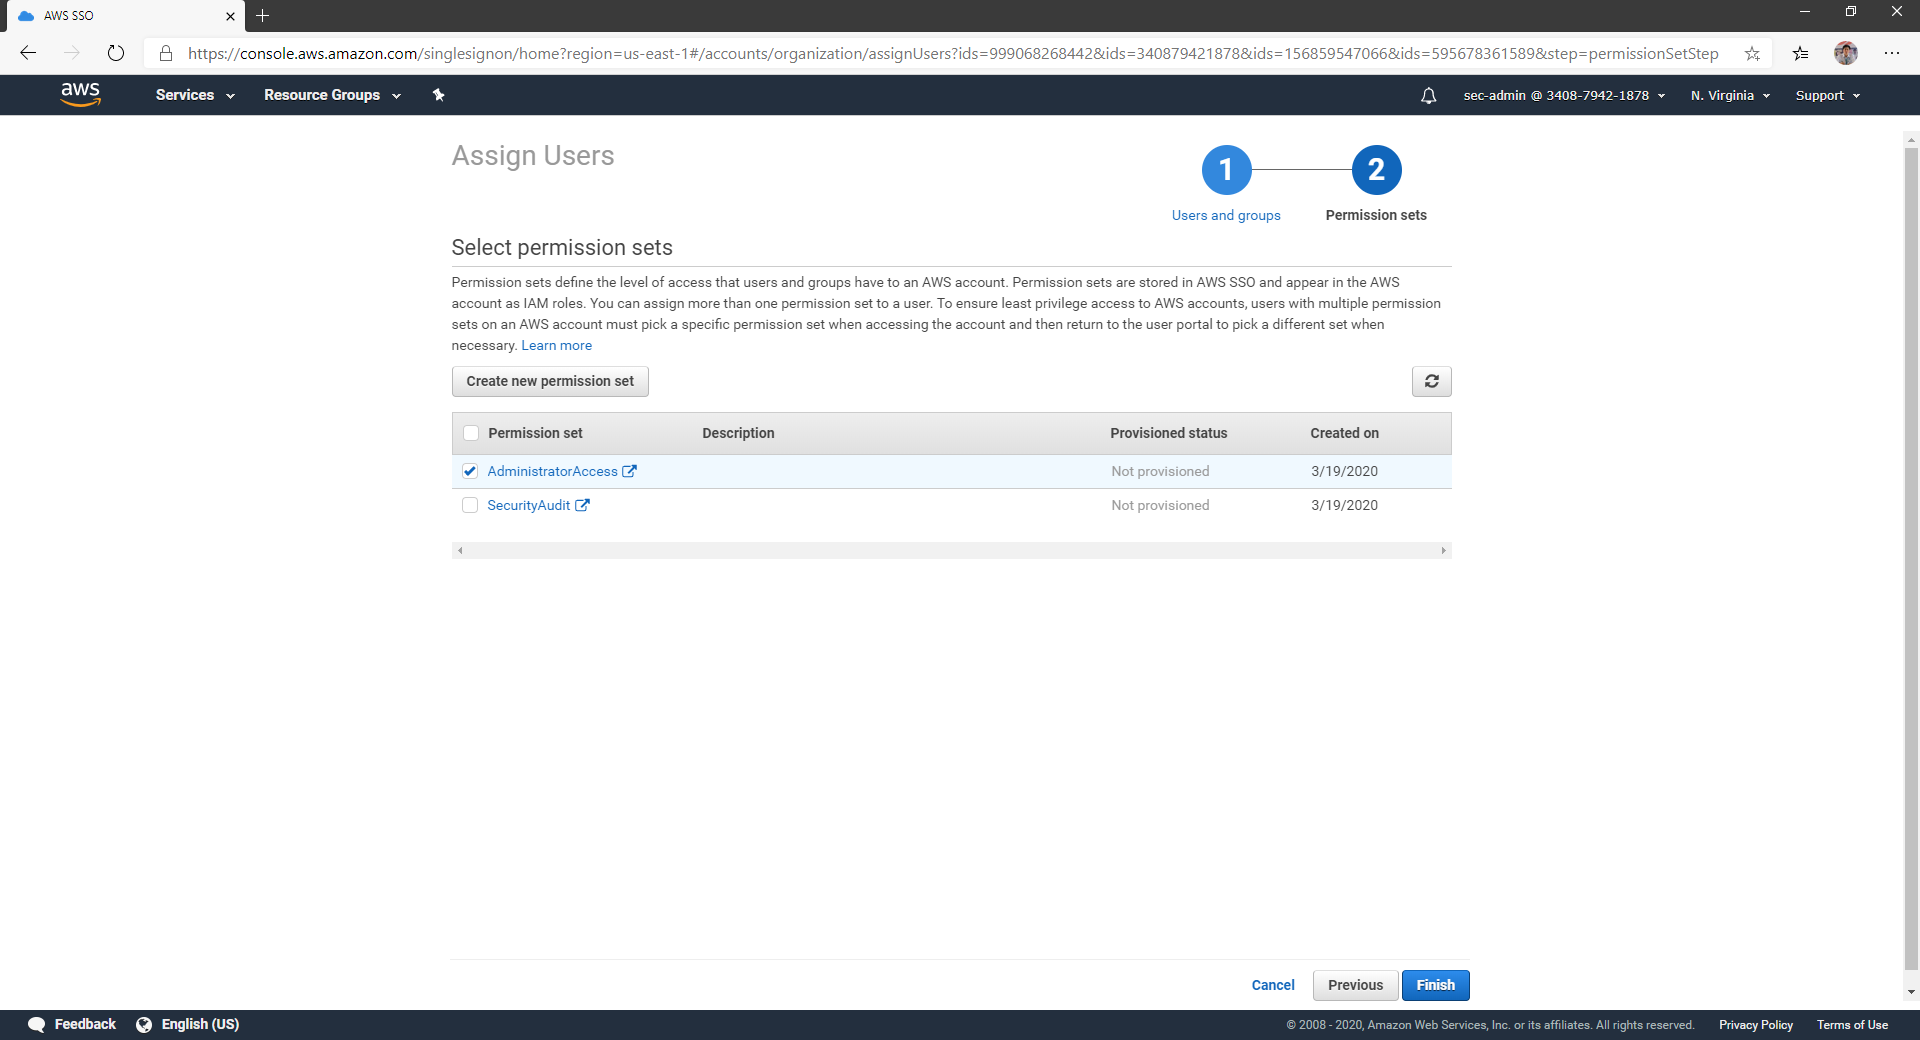 AWS SSO
https://console.aws.amazon.com/singlesignon/home?region=us-east-1#/accounts/organization/assignUsers?ids=999068268442&ids=340879421878&ids=156859547066&ids=595678361589&step=permissionSetStep
aws Services Resource Groups sec-admin @ 3408-7942-1878 N. Virginia Support
Assign Users
1 2
Users and groups Permission sets
Select permission sets
Permission sets define the level of access that users and groups have to an AWS account. Permission sets are stored in AWS SSO and appear in the AWS
account as IAM roles. You can assign more than one permission set to a user. To ensure least privilege access to AWS accounts, users with multiple permission
sets on an AWS account must pick a specific permission set when accessing the account and then return to the user portal to pick a different set when
necessary. Learn more
Create new permission set
Permission set Description Provisioned status Created on
AdministratorAccess Not provisioned 3/19/2020
SecurityAudit Not provisioned 3/19/2020
Cancel Previous Finish
Feedback English (US) © 2008 - 2020, Amazon Web Services, Inc. or its affiliates. All rights reserved. Privacy Policy Terms of Use